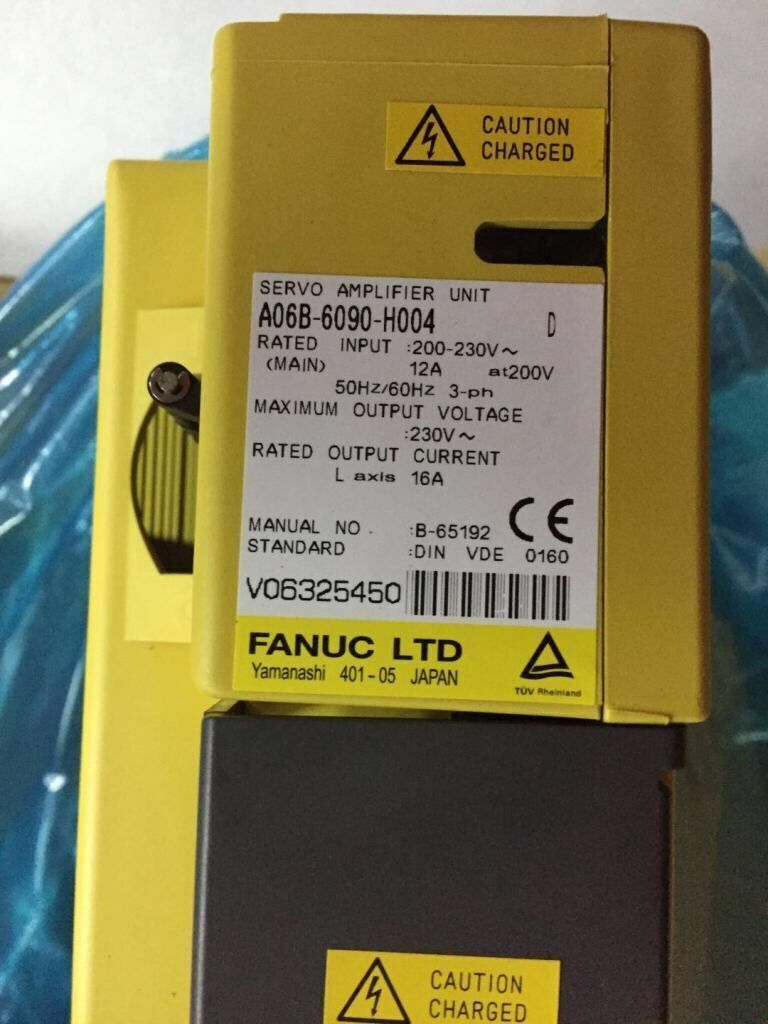 CAUTION
CHARGED
SERVO AMPLIFIER UNIT
A06B-6090-H004 D
RATED INPUT :200-230V~
(MAIN) 12A at200V
50Hz/60Hz 3-ph
MAXIMUM OUTPUT VOLTAGE
:230V~
RATED OUTPUT CURRENT
L axis 16A
MANUAL NO. :B-65192 CE
STANDARD :DIN VDE 0160
V06325450
FANUC LTD
Yamanashi 401-05 JAPAN
TÜV Rheinland
CAUTION
CHARGED